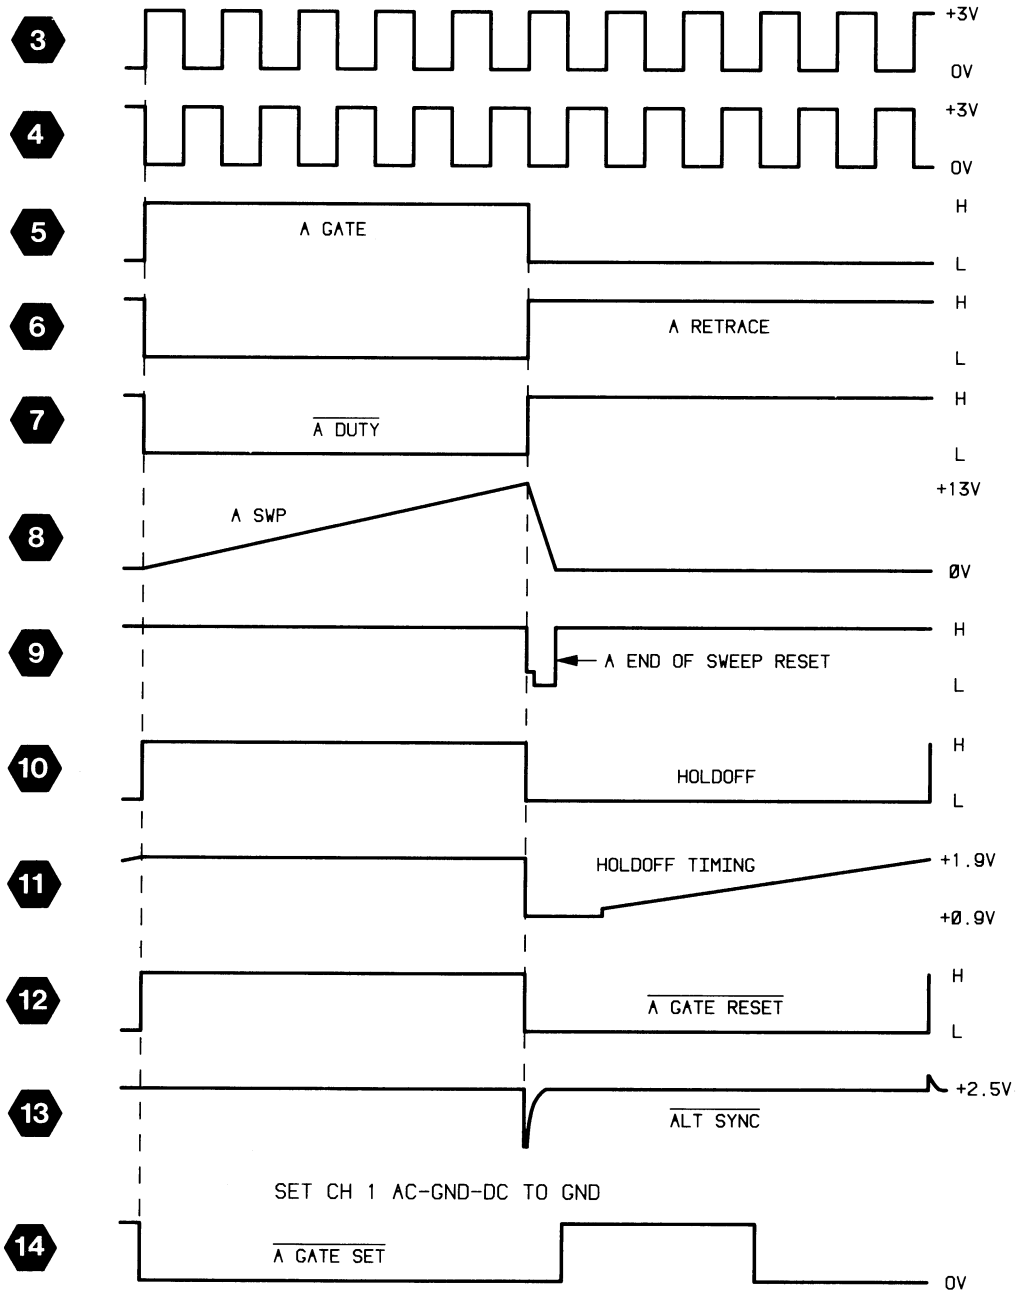 3
+3V
0V
4
+3V
0V
5
A GATE
H
L
6
A RETRACE
H
L
7
A DUTY
H
L
8
A SWP
+13V
0V
9
A END OF SWEEP RESET
H
L
10
HOLDOFF
H
L
11
HOLDOFF TIMING
+1.9V
+0.9V
12
A GATE RESET
H
L
13
ALT SYNC
+2.5V
SET CH 1 AC-GND-DC TO GND
14
A GATE SET
0V